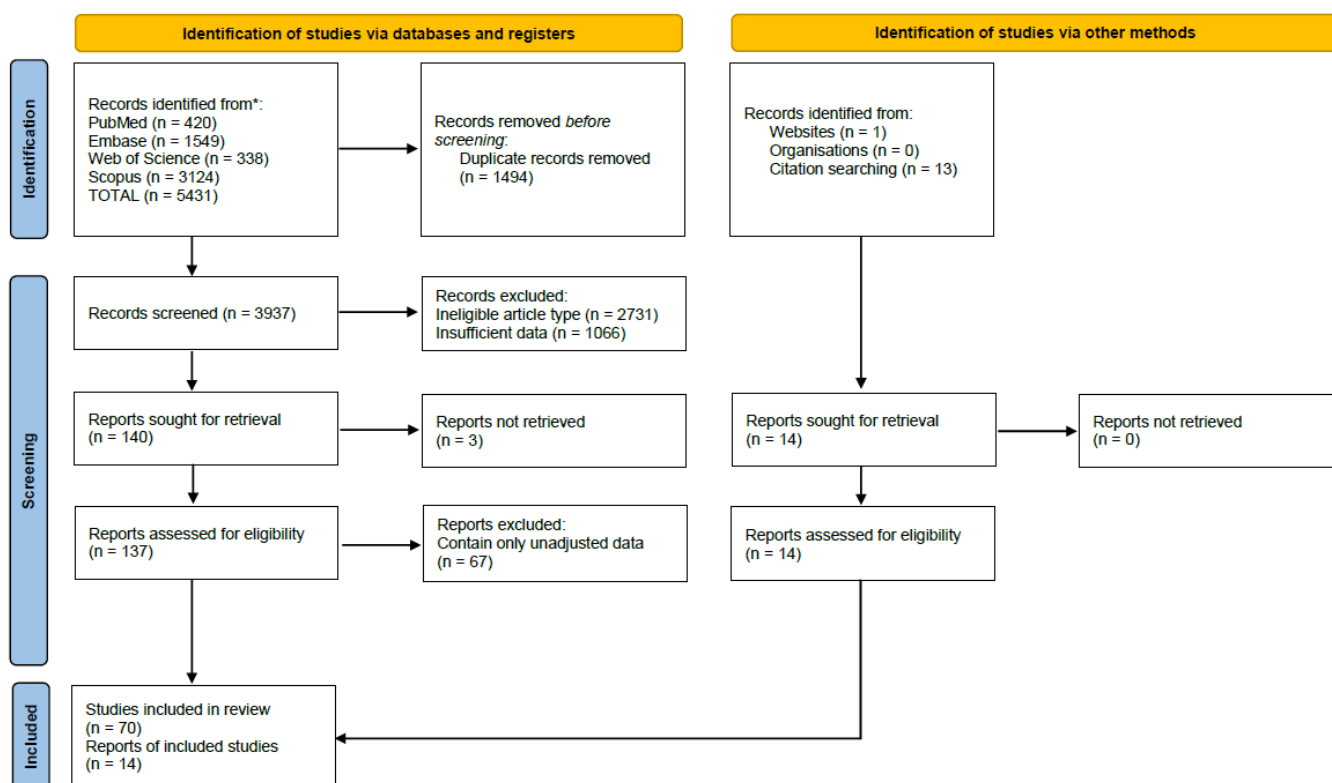 Identification of studies via databases and registers
Identification of studies via other methods
Identification
Records identified from*:
PubMed (n = 420)
Embase (n = 1549)
Web of Science (n = 338)
Scopus (n = 3124)
TOTAL (n = 5431)
Records removed before
screening:
Duplicate records removed
(n = 1494)
Records identified from:
Websites (n = 1)
Organisations (n = 0)
Citation searching (n = 13)
Screening
Records screened (n = 3937)
Records excluded:
Ineligible article type (n = 2731)
Insufficient data (n = 1066)
Reports sought for retrieval
(n = 140)
Reports not retrieved
(n = 3)
Reports sought for retrieval
(n = 14)
Reports not retrieved
(n = 0)
Reports assessed for eligibility
(n = 137)
Reports excluded:
Contain only unadjusted data
(n = 67)
Reports assessed for eligibility
(n = 14)
Included
Studies included in review
(n = 70)
Reports of included studies
(n = 14)